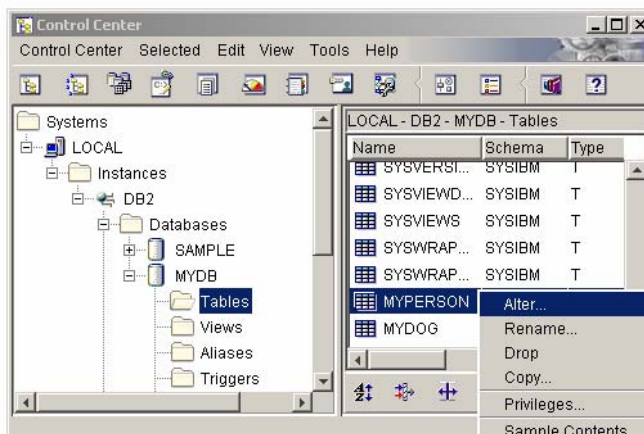 Control Center
Control Center Selected Edit View Tools Help
Systems
LOCAL
Instances
DB2
Databases
SAMPLE
MYDB
Tables
Views
Aliases
Triggers
LOCAL - DB2 - MYDB - Tables
Name Schema Type
SYSVERSI... SYSIBM T
SYSVIEWD... SYSIBM T
SYSVIEWS SYSIBM T
SYSWRAP... SYSIBM T
SYSWRAP... SYSIBM T
MYPERSON
MYDOG
Alter...
Rename...
Drop
Copy...
Privileges...
Sample Contents